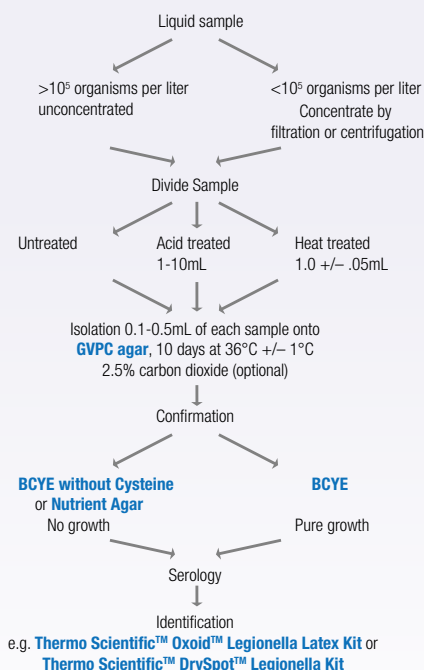 Liquid sample
>10⁵ organisms per liter
unconcentrated
<10⁵ organisms per liter
Concentrate by
filtration or centrifugation
Divide Sample
Untreated
Acid treated
1-10mL
Heat treated
1.0 +/– .05mL
Isolation 0.1-0.5mL of each sample onto
GVPC agar, 10 days at 36°C +/– 1°C
2.5% carbon dioxide (optional)
Confirmation
BCYE without Cysteine
or Nutrient Agar
No growth
BCYE
Pure growth
Serology
Identification
e.g. Thermo Scientific™ Oxoid™ Legionella Latex Kit or
Thermo Scientific™ DrySpot™ Legionella Kit